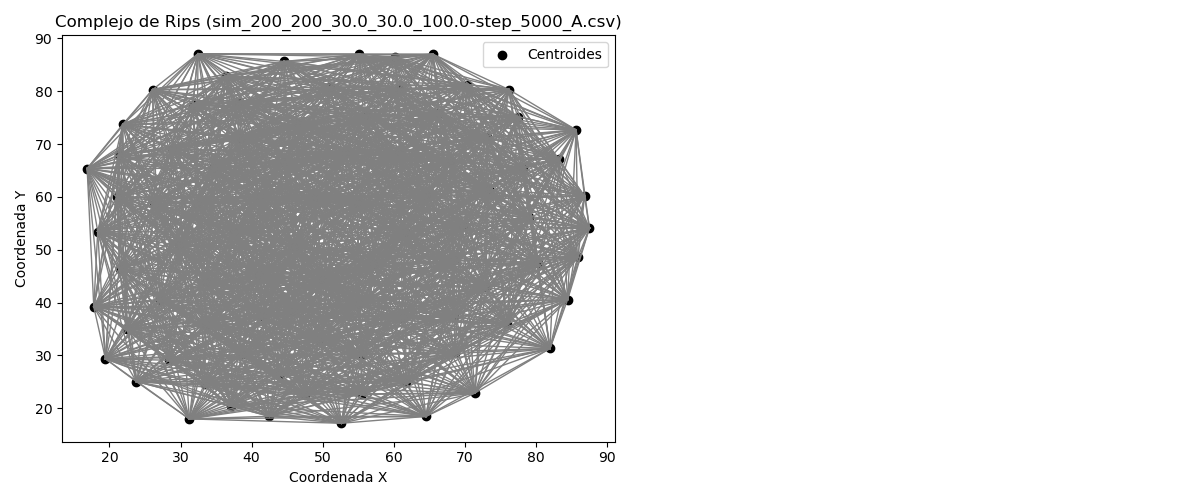 Complejo de Rips (sim_200_200_30.0_30.0_100.0-step_5000_A.csv)
Centroides
90
80
70
60
50
40
30
20
Coordenada Y
20 30 40 50 60 70 80 90
Coordenada X